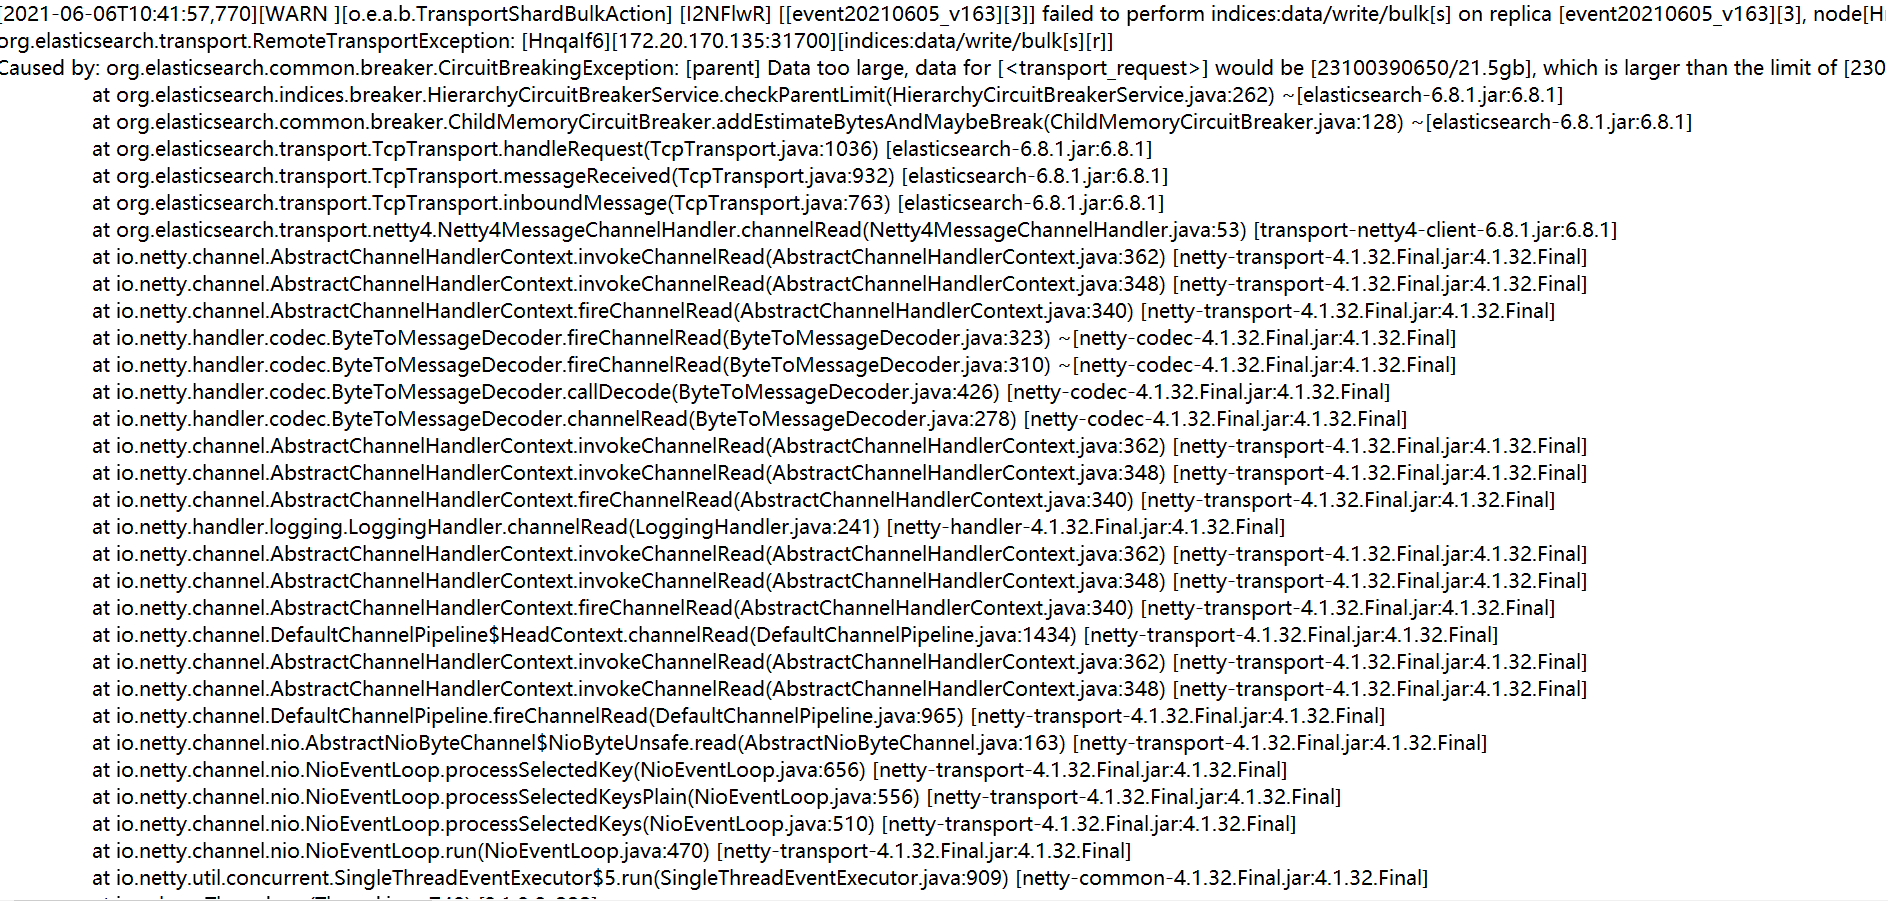 [2021-06-06T10:41:57,770][WARN ][o.e.a.b.TransportShardBulkAction] [I2NFlwR] [[event20210605_v163][3]] failed to perform indices:data/write/bulk[s] on replica [event20210605_v163][3], node[H
org.elasticsearch.transport.RemoteTransportException: [HnqaIf6][172.20.170.135:31700][indices:data/write/bulk[s][r]]
Caused by: org.elasticsearch.common.breaker.CircuitBreakingException: [parent] Data too large, data for [<transport_request>] would be [23100390650/21.5gb], which is larger than the limit of [230
at org.elasticsearch.indices.breaker.HierarchyCircuitBreakerService.checkParentLimit(HierarchyCircuitBreakerService.java:262) ~[elasticsearch-6.8.1.jar:6.8.1]
at org.elasticsearch.common.breaker.ChildMemoryCircuitBreaker.addEstimateBytesAndMaybeBreak(ChildMemoryCircuitBreaker.java:128) ~[elasticsearch-6.8.1.jar:6.8.1]
at org.elasticsearch.transport.TcpTransport.handleRequest(TcpTransport.java:1036) [elasticsearch-6.8.1.jar:6.8.1]
at org.elasticsearch.transport.TcpTransport.messageReceived(TcpTransport.java:932) [elasticsearch-6.8.1.jar:6.8.1]
at org.elasticsearch.transport.TcpTransport.inboundMessage(TcpTransport.java:763) [elasticsearch-6.8.1.jar:6.8.1]
at org.elasticsearch.transport.netty4.Netty4MessageChannelHandler.channelRead(Netty4MessageChannelHandler.java:53) [transport-netty4-client-6.8.1.jar:6.8.1]
at io.netty.channel.AbstractChannelHandlerContext.invokeChannelRead(AbstractChannelHandlerContext.java:362) [netty-transport-4.1.32.Final.jar:4.1.32.Final]
at io.netty.channel.AbstractChannelHandlerContext.invokeChannelRead(AbstractChannelHandlerContext.java:348) [netty-transport-4.1.32.Final.jar:4.1.32.Final]
at io.netty.channel.AbstractChannelHandlerContext.fireChannelRead(AbstractChannelHandlerContext.java:340) [netty-transport-4.1.32.Final.jar:4.1.32.Final]
at io.netty.handler.codec.ByteToMessageDecoder.fireChannelRead(ByteToMessageDecoder.java:323) ~[netty-codec-4.1.32.Final.jar:4.1.32.Final]
at io.netty.handler.codec.ByteToMessageDecoder.fireChannelRead(ByteToMessageDecoder.java:310) ~[netty-codec-4.1.32.Final.jar:4.1.32.Final]
at io.netty.handler.codec.ByteToMessageDecoder.callDecode(ByteToMessageDecoder.java:426) [netty-codec-4.1.32.Final.jar:4.1.32.Final]
at io.netty.handler.codec.ByteToMessageDecoder.channelRead(ByteToMessageDecoder.java:278) [netty-codec-4.1.32.Final.jar:4.1.32.Final]
at io.netty.channel.AbstractChannelHandlerContext.invokeChannelRead(AbstractChannelHandlerContext.java:362) [netty-transport-4.1.32.Final.jar:4.1.32.Final]
at io.netty.channel.AbstractChannelHandlerContext.invokeChannelRead(AbstractChannelHandlerContext.java:348) [netty-transport-4.1.32.Final.jar:4.1.32.Final]
at io.netty.channel.AbstractChannelHandlerContext.fireChannelRead(AbstractChannelHandlerContext.java:340) [netty-transport-4.1.32.Final.jar:4.1.32.Final]
at io.netty.handler.logging.LoggingHandler.channelRead(LoggingHandler.java:241) [netty-handler-4.1.32.Final.jar:4.1.32.Final]
at io.netty.channel.AbstractChannelHandlerContext.invokeChannelRead(AbstractChannelHandlerContext.java:362) [netty-transport-4.1.32.Final.jar:4.1.32.Final]
at io.netty.channel.AbstractChannelHandlerContext.invokeChannelRead(AbstractChannelHandlerContext.java:348) [netty-transport-4.1.32.Final.jar:4.1.32.Final]
at io.netty.channel.AbstractChannelHandlerContext.fireChannelRead(AbstractChannelHandlerContext.java:340) [netty-transport-4.1.32.Final.jar:4.1.32.Final]
at io.netty.channel.DefaultChannelPipeline$HeadContext.channelRead(DefaultChannelPipeline.java:1434) [netty-transport-4.1.32.Final.jar:4.1.32.Final]
at io.netty.channel.AbstractChannelHandlerContext.invokeChannelRead(AbstractChannelHandlerContext.java:362) [netty-transport-4.1.32.Final.jar:4.1.32.Final]
at io.netty.channel.AbstractChannelHandlerContext.invokeChannelRead(AbstractChannelHandlerContext.java:348) [netty-transport-4.1.32.Final.jar:4.1.32.Final]
at io.netty.channel.DefaultChannelPipeline.fireChannelRead(DefaultChannelPipeline.java:965) [netty-transport-4.1.32.Final.jar:4.1.32.Final]
at io.netty.channel.nio.AbstractNioByteChannel$NioByteUnsafe.read(AbstractNioByteChannel.java:163) [netty-transport-4.1.32.Final.jar:4.1.32.Final]
at io.netty.channel.nio.NioEventLoop.processSelectedKey(NioEventLoop.java:656) [netty-transport-4.1.32.Final.jar:4.1.32.Final]
at io.netty.channel.nio.NioEventLoop.processSelectedKeysPlain(NioEventLoop.java:556) [netty-transport-4.1.32.Final.jar:4.1.32.Final]
at io.netty.channel.nio.NioEventLoop.processSelectedKeys(NioEventLoop.java:510) [netty-transport-4.1.32.Final.jar:4.1.32.Final]
at io.netty.channel.nio.NioEventLoop.run(NioEventLoop.java:470) [netty-transport-4.1.32.Final.jar:4.1.32.Final]
at io.netty.util.concurrent.SingleThreadEventExecutor$5.run(SingleThreadEventExecutor.java:909) [netty-common-4.1.32.Final.jar:4.1.32.Final]